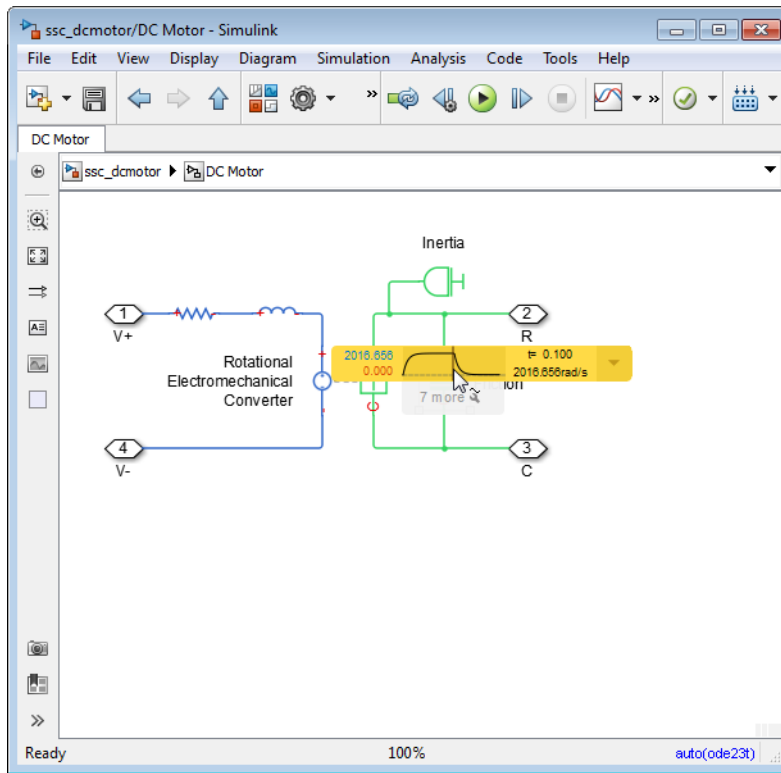 ssc_dcmotor/DC Motor - Simulink
File Edit View Display Diagram Simulation Analysis Code Tools Help
» »
DC Motor
ssc_dcmotor DC Motor
Inertia
1
2
V+
R
Rotational
Electromechanical
Converter
2016.656
0.000
t= 0.100
2016.656rad/s
7 more
C
4
3
V-
C
Ready
100%
auto(ode23t)